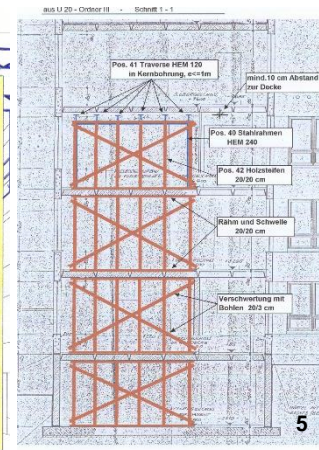 aus U 20 - Ordner III - Schnitt 1 - 1
Pos. 41 Traverse HEM 120
in Kernbohrung, e<=1m
mind.10 cm Abstand
zur Decke
Pos. 40 Stahlrahmen
HEM 240
Pos. 42 Holzsteifen
20/20 cm
Rähm und Schwelle
20/20 cm
Verschwertung mit
Bohlen 20/3 cm
5